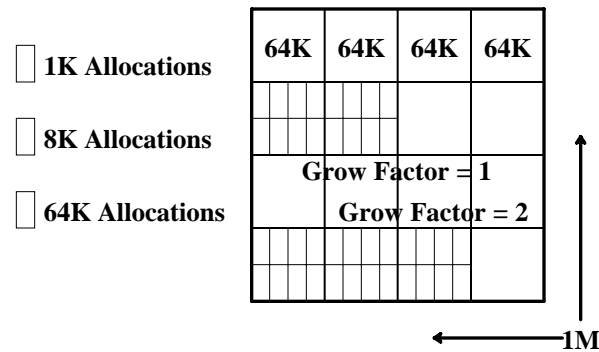 64K 64K 64K 64K
1K Allocations
8K Allocations
Grow Factor = 1
64K Allocations
Grow Factor = 2
1M